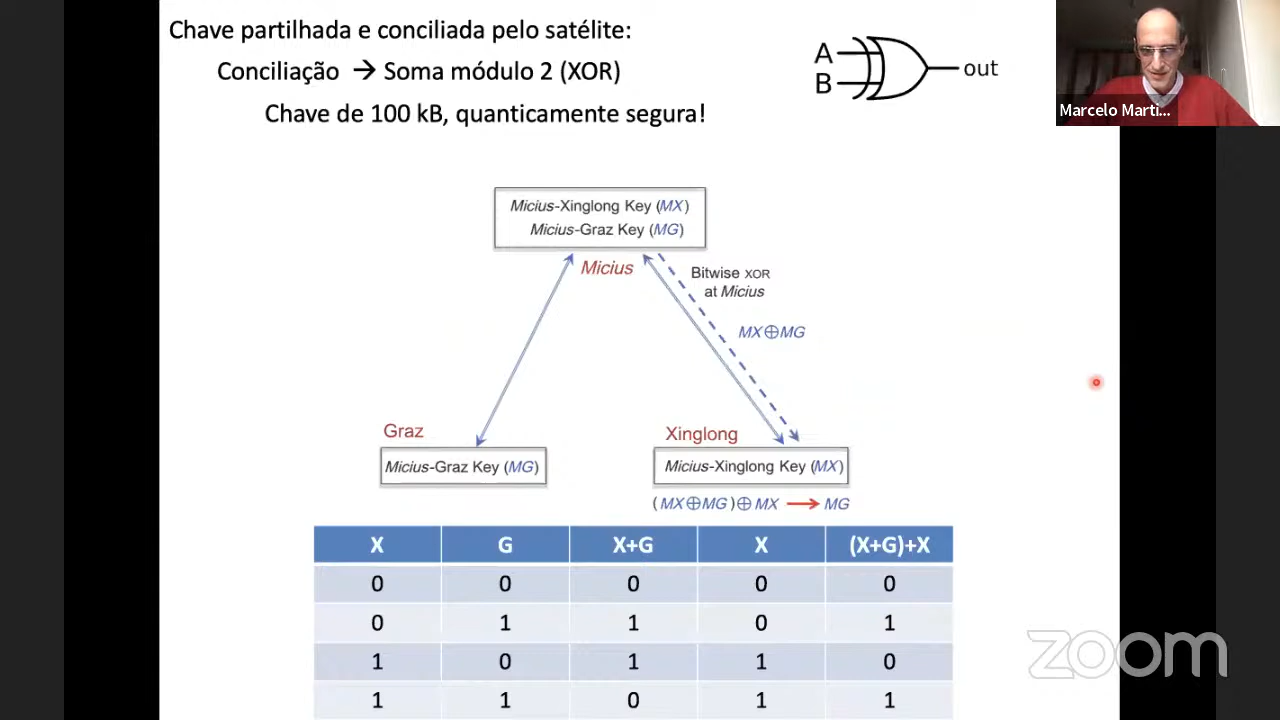 Chave partilhada e conciliada pelo satélite:
Conciliação → Soma módulo 2 (XOR)
Chave de 100 kB, quanticamente segura!
A
B
out
Marcelo Marti...
Micius-Xinglong Key (MX)
Micius-Graz Key (MG)
Micius
Bitwise XOR
at Micius
MX⊕MG
Graz
Micius-Graz Key (MG)
Xinglong
Micius-Xinglong Key (MX)
(MX⊕MG)⊕MX → MG
X G X+G X (X+G)+X
0 0 0 0 0
0 1 1 0 1
1 0 1 1 0
1 1 0 1 1
zoom